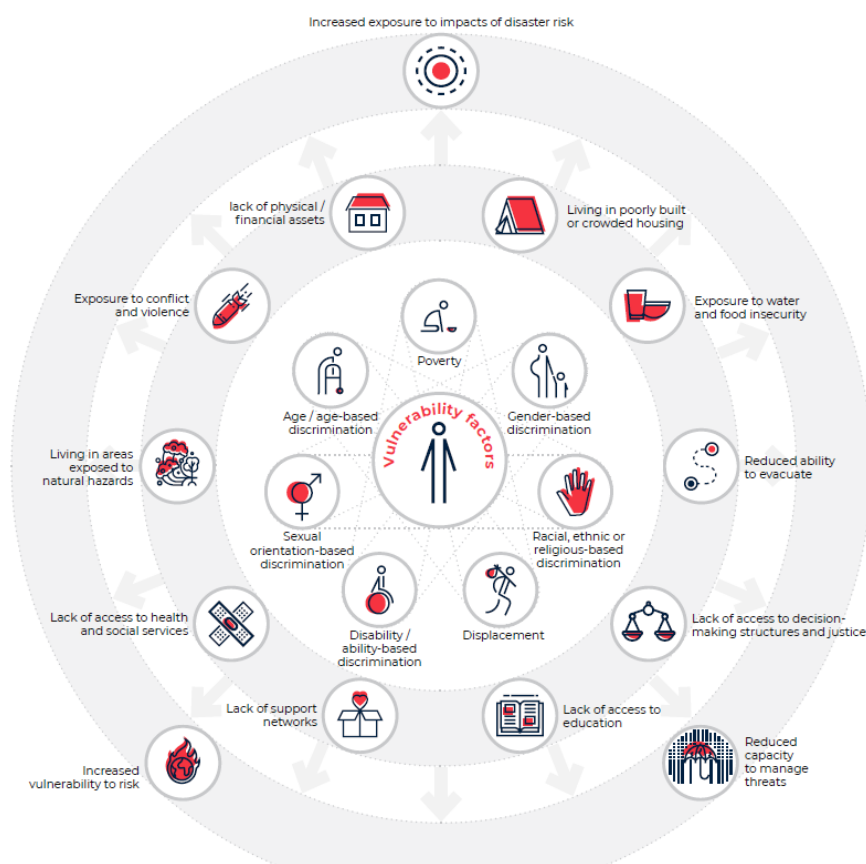 Increased exposure to impacts of disaster risk
lack of physical /
financial assets
Living in poorly built
or crowded housing
Exposure to conflict
and violence
Exposure to water
and food insecurity
Poverty
Age / age-based
discrimination
Gender-based
discrimination
Vulnerability factors
Living in areas
exposed to
natural hazards
Reduced ability
to evacuate
Sexual
orientation-based
discrimination
Racial, ethnic or
religious-based
discrimination
Lack of access to health
and social services
Disability /
ability-based
discrimination
Displacement
Lack of access to decision-
making structures and justice
Lack of support
networks
Lack of access to
education
Increased
vulnerability to risk
Reduced
capacity
to manage
threats